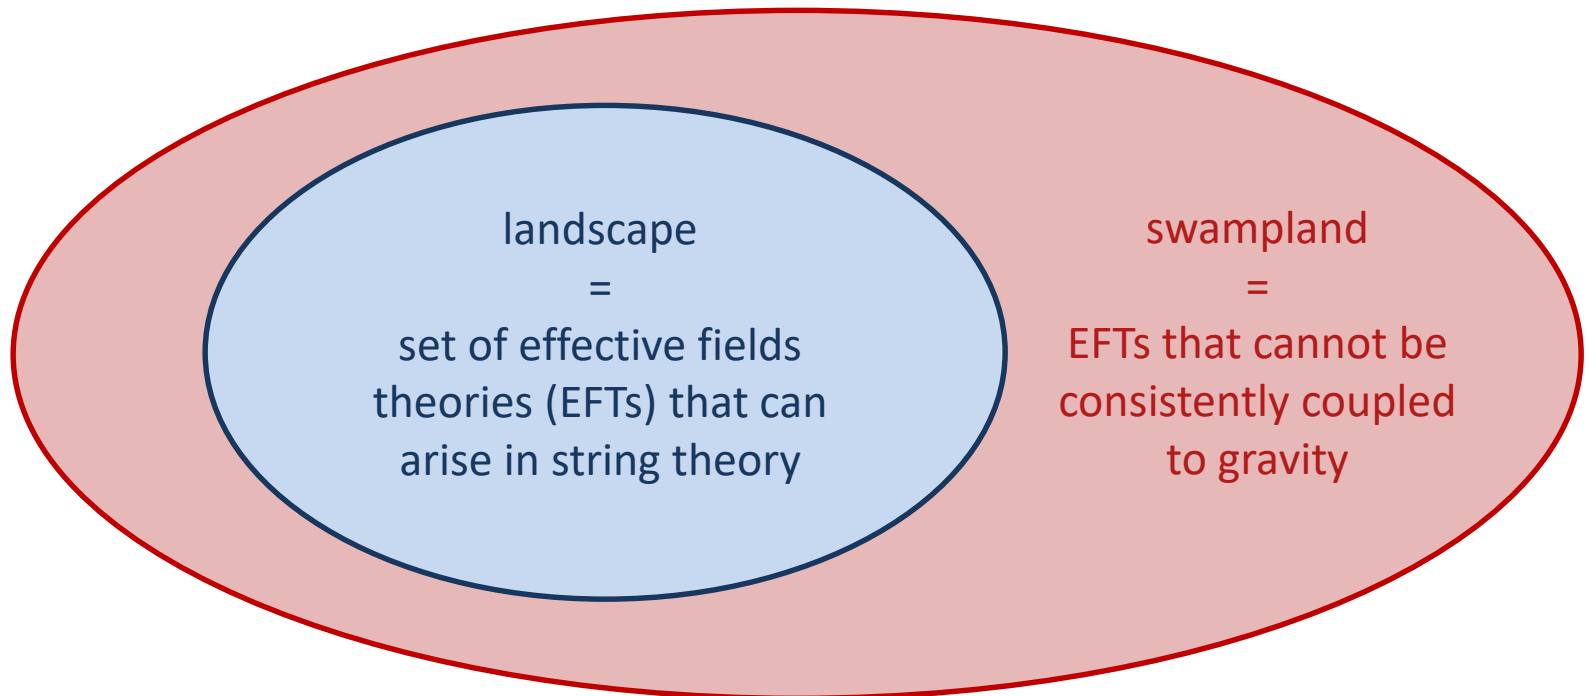 landscape
=
set of effective fields
theories (EFTs) that can
arise in string theory
swampland
=
EFTs that cannot be
consistently coupled
to gravity